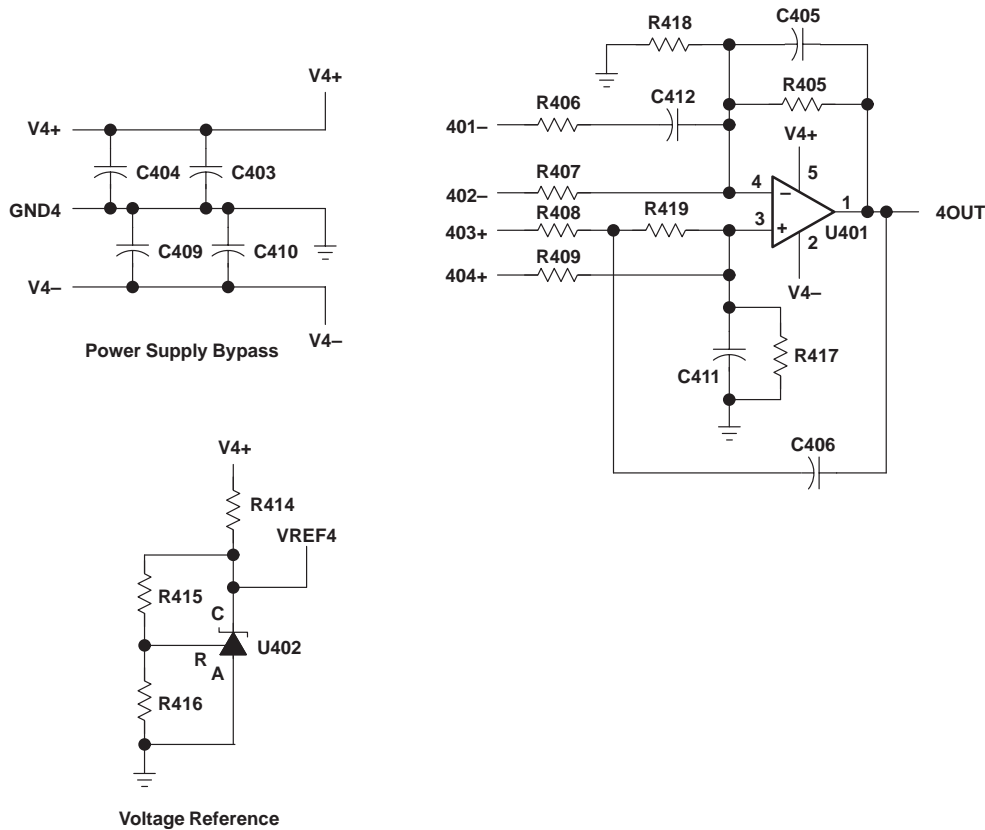 V4+
V4+
C404
C403
GND4
C409
C410
V4–
V4–
Power Supply Bypass
R418
C405
R405
R406
C412
401–
V4+
R407
4
5
–
402–
R408
R419
3
+
1
4OUT
403+
U401
R409
2
404+
V4–
C411
R417
C406
V4+
R414
VREF4
R415
C
U402
R
A
R416
Voltage Reference